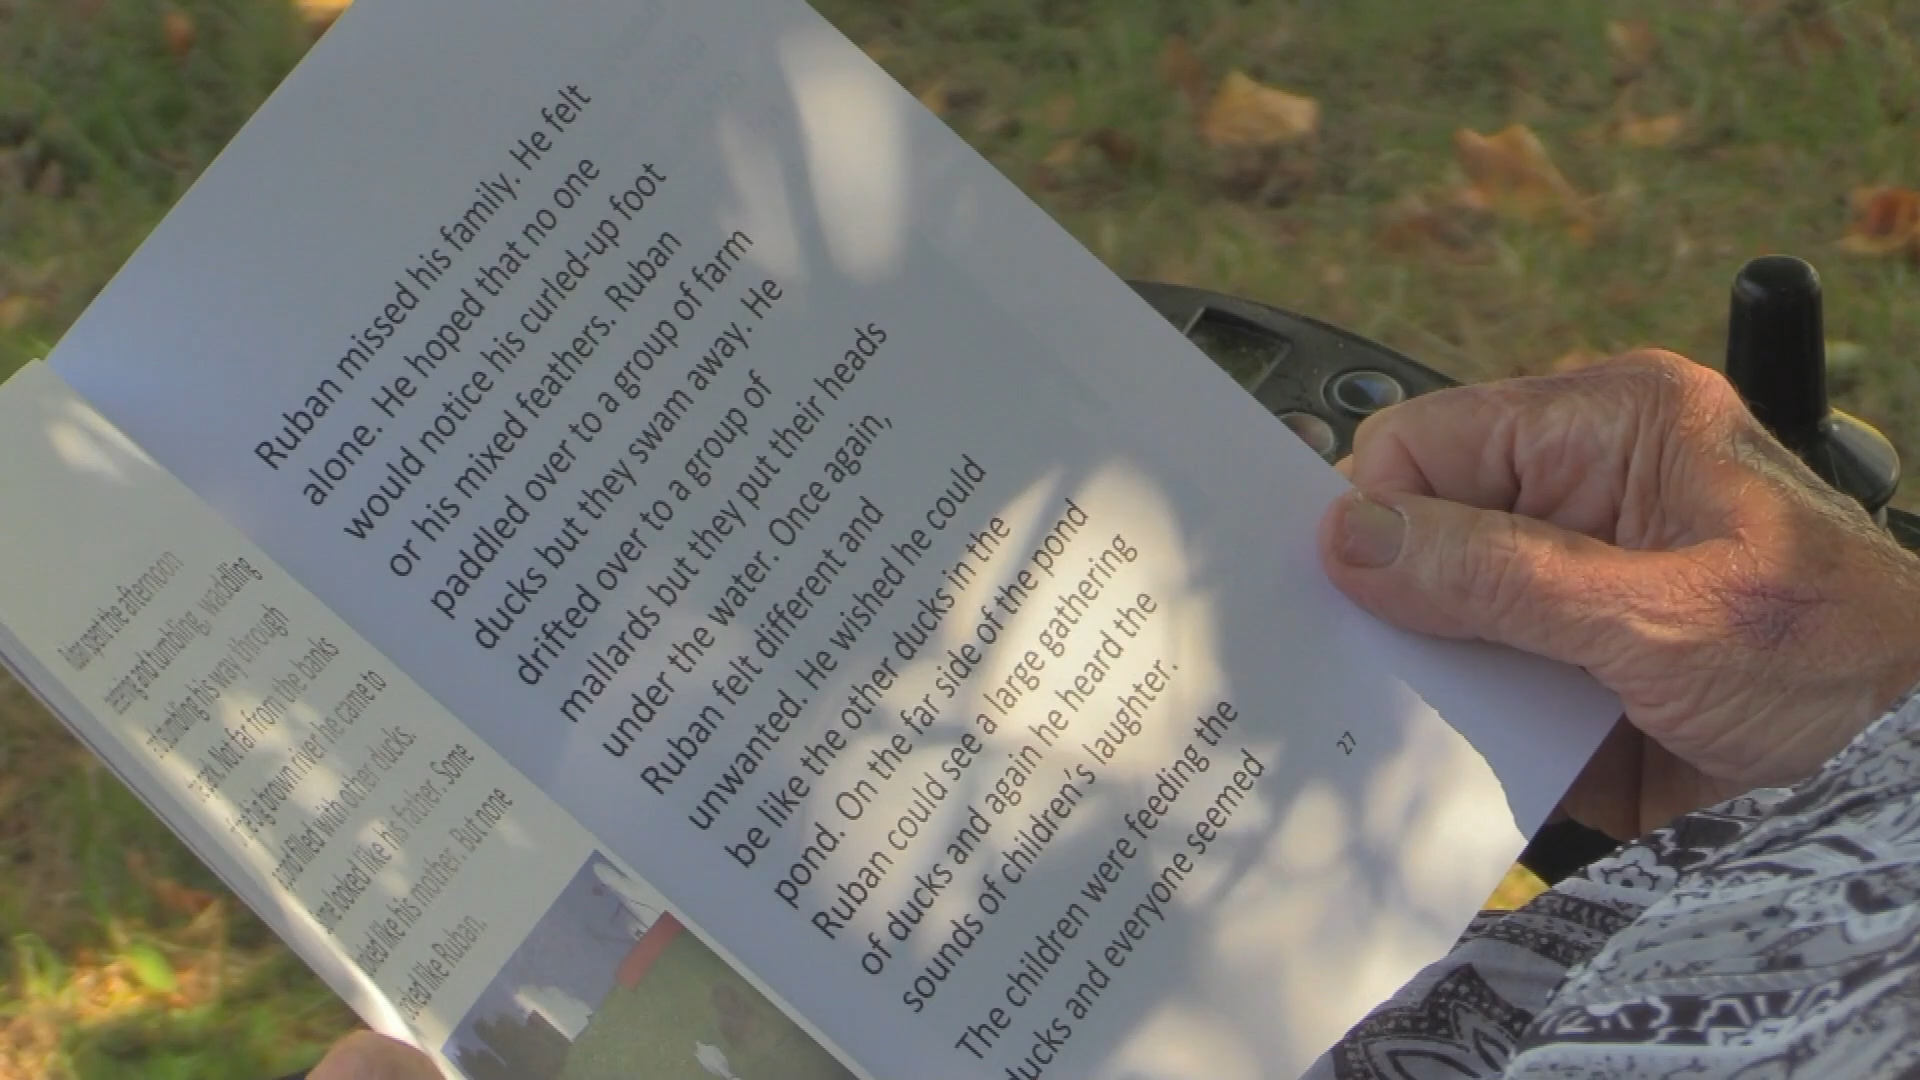 spent the afternoon
and tumbling, waddling
his way through
Not far from the banks
big brown river he came to
filled with other ducks.
looked like his father. Some
like his mother. But none
like Ruban.
Ruban missed his family. He felt
alone. He hoped that no one
would notice his curled-up foot
or his mixed feathers. Ruban
paddled over to a group of farm
ducks but they swam away. He
drifted over to a group of
mallards but they put their heads
under the water. Once again,
Ruban felt different and
unwanted. He wished he could
be like the other ducks in the
pond. On the far side of the pond
Ruban could see a large gathering
of ducks and again he heard the
sounds of children's laughter.
The children were feeding the
ducks and everyone seemed
27